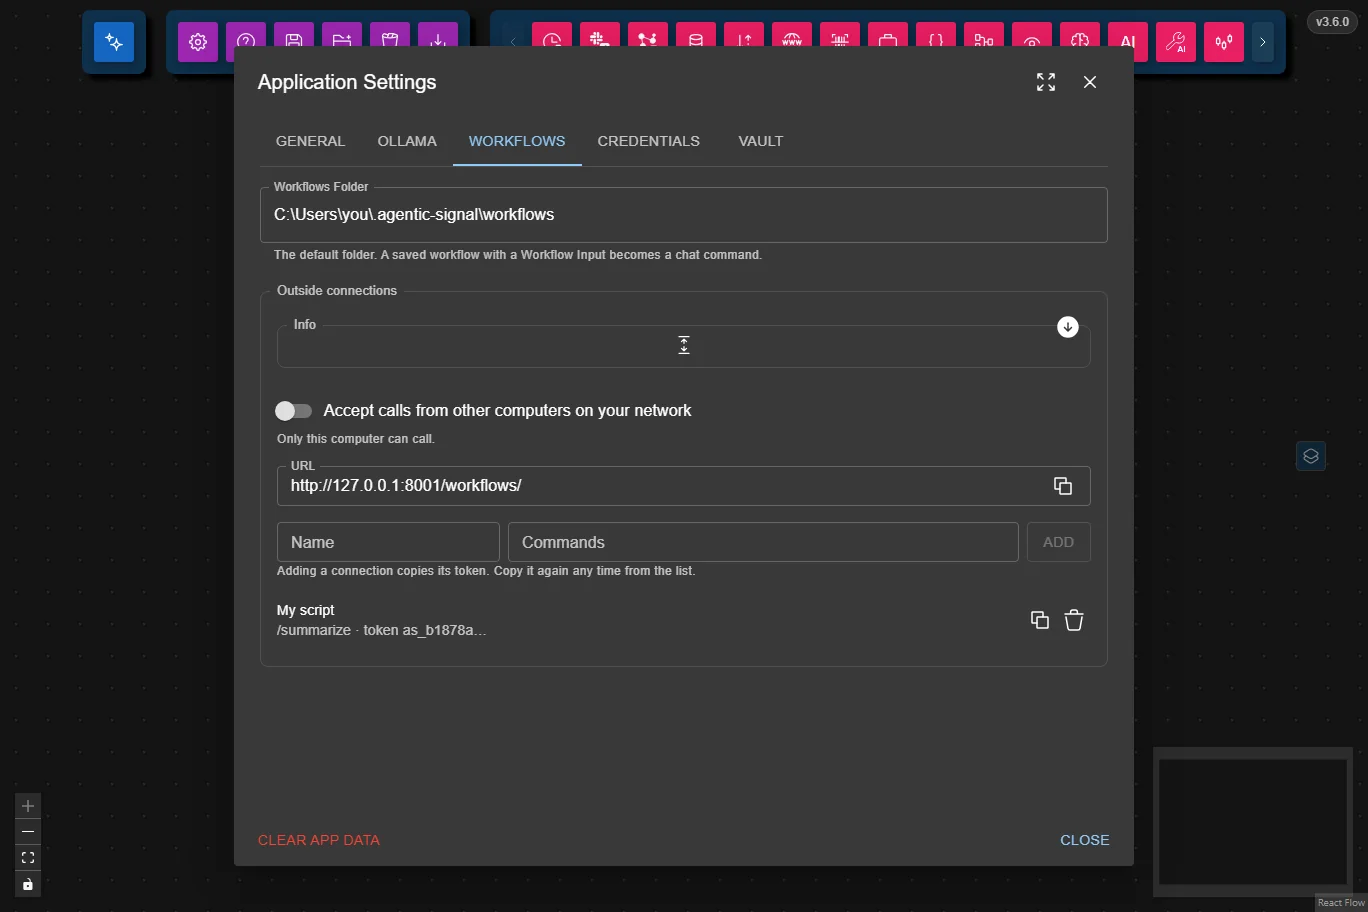 v3.6.0
WWW
AI
AI
Application Settings
GENERAL
OLLAMA
WORKFLOWS
CREDENTIALS
VAULT
Workflows Folder
C:\Users\you\.agentic-signal\workflows
The default folder. A saved workflow with a Workflow Input becomes a chat command.
Outside connections
Info
Accept calls from other computers on your network
Only this computer can call.
URL
http://127.0.0.1:8001/workflows/
Name
Commands
ADD
Adding a connection copies its token. Copy it again any time from the list.
My script
/summarize · token as_b1878a...
CLEAR APP DATA
CLOSE
React Flow